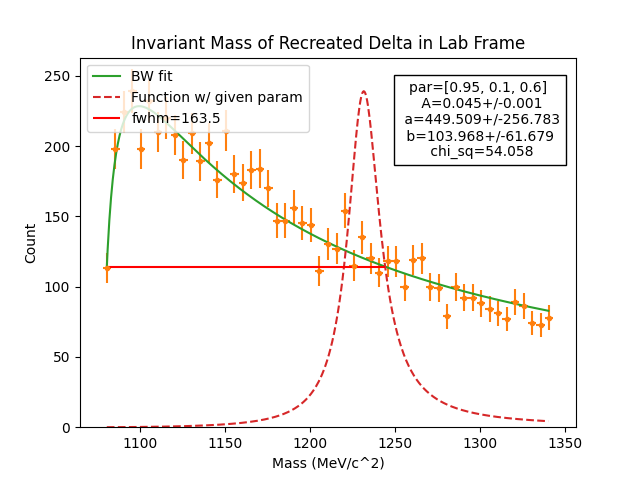 Invariant Mass of Recreated Delta in Lab Frame
BW fit
Function w/ given param
fwhm=163.5
par=[0.95, 0.1, 0.6]
A=0.045+/-0.001
a=449.509+/-256.783
b=103.968+/-61.679
chi_sq=54.058
Count
250
200
150
100
50
0
1100 1150 1200 1250 1300 1350
Mass (MeV/c^2)